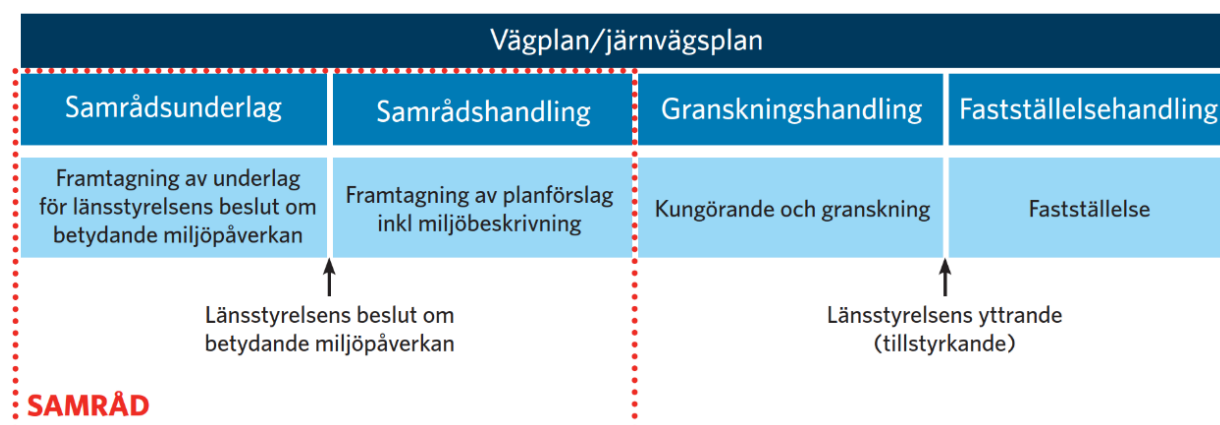 Vägplan/järnvägsplan
Samrådsunderlag
Samrådshandling
Granskningshandling
Fastställelsehandling
Framtagning av underlag
för länsstyrelsens beslut om
betydande miljöpåverkan
Framtagning av planförslag
inkl miljöbeskrivning
Kungörande och granskning
Fastställelse
Länsstyrelsens beslut om
betydande miljöpåverkan
Länsstyrelsens yttrande
(tillstyrkande)
SAMRÅD